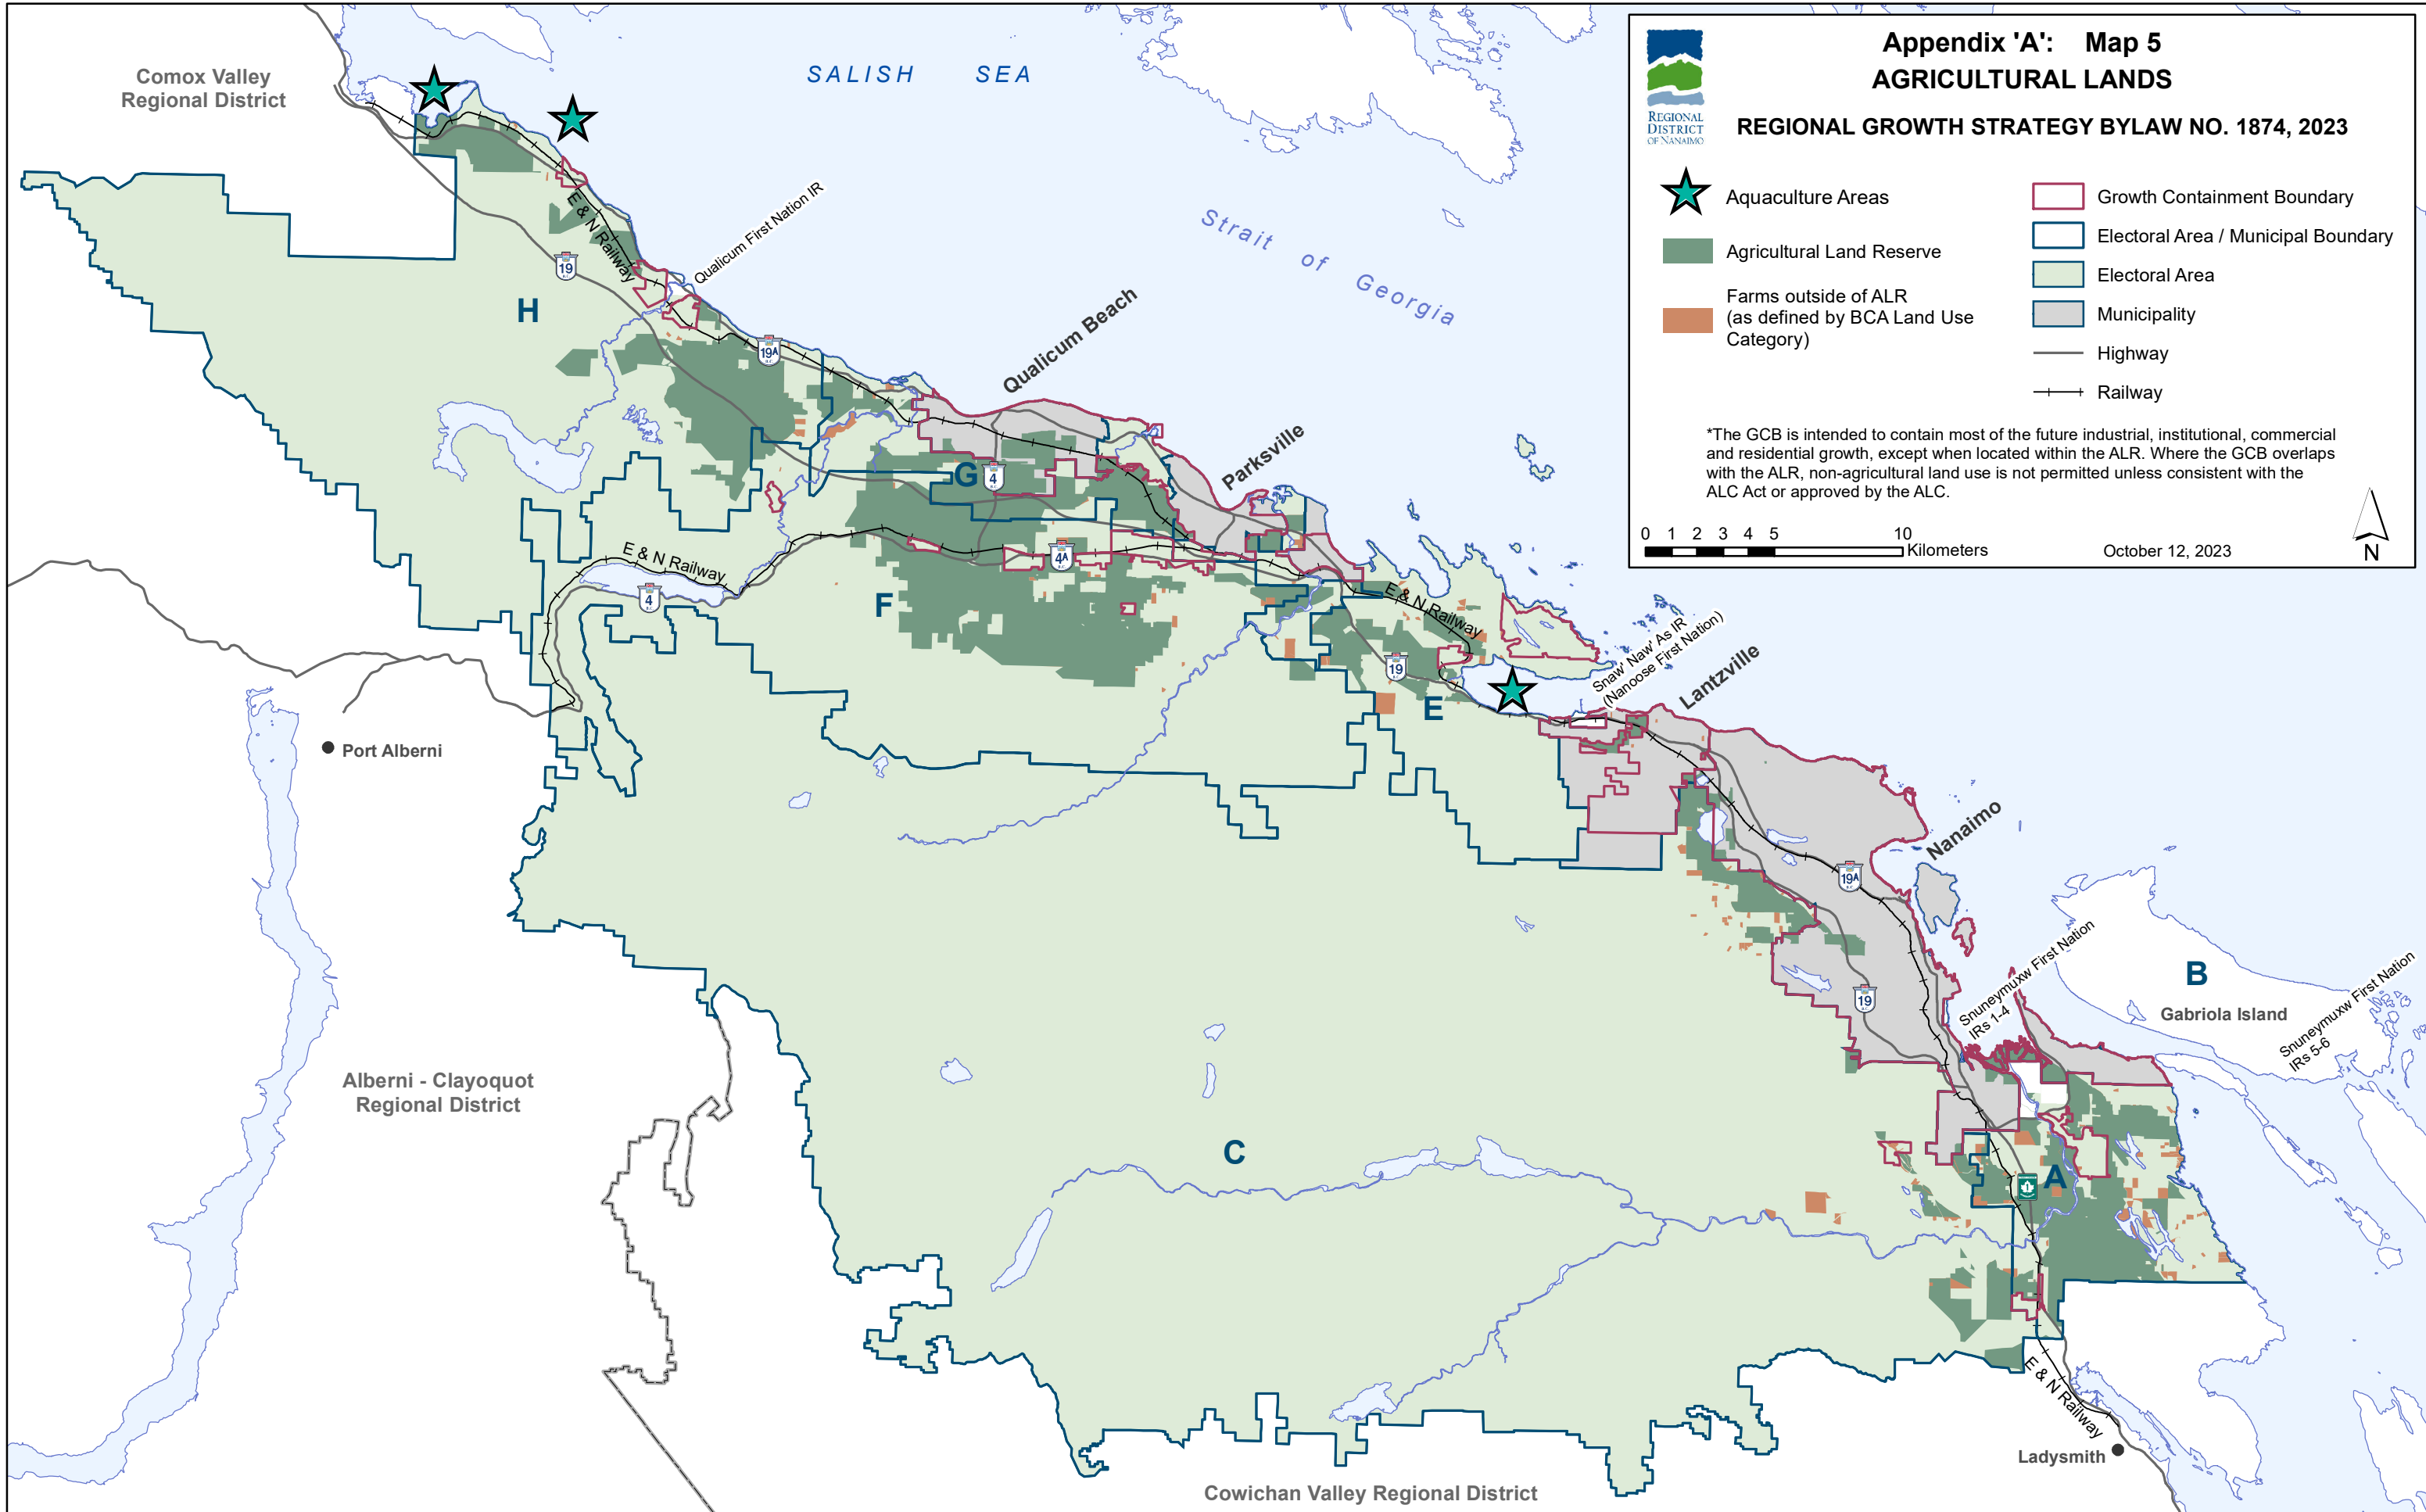 Appendix 'A': Map 5
AGRICULTURAL LANDS
REGIONAL GROWTH STRATEGY BYLAW NO. 1874, 2023
REGIONAL
DISTRICT
OF NANAIMO
Aquaculture Areas
Agricultural Land Reserve
Farms outside of ALR
(as defined by BCA Land Use
Category)
Growth Containment Boundary
Electoral Area / Municipal Boundary
Electoral Area
Municipality
Highway
Railway
*The GCB is intended to contain most of the future industrial, institutional, commercial
and residential growth, except when located within the ALR. Where the GCB overlaps
with the ALR, non-agricultural land use is not permitted unless consistent with the
ALC Act or approved by the ALC.
0 1 2 3 4 5 10
Kilometers
October 12, 2023
N
Comox Valley
Regional District
SALISH SEA
Strait of Georgia
E & N Railway
Qualicum First Nation IR
19
H
19A
Qualicum Beach
G
4
Parksville
4A
E & N Railway
4
F
E & N Railway
19
E
Snaw' Naw' As IR
(Nanoose First Nation)
Lantzville
Port Alberni
Nanaimo
19A
19
B
Gabriola Island
Snuneymuxw First Nation
IRs 1-4
Snuneymuxw First Nation
IRs 5-6
Alberni - Clayoquot
Regional District
C
A
1
E & N Railway
Ladysmith
Cowichan Valley Regional District